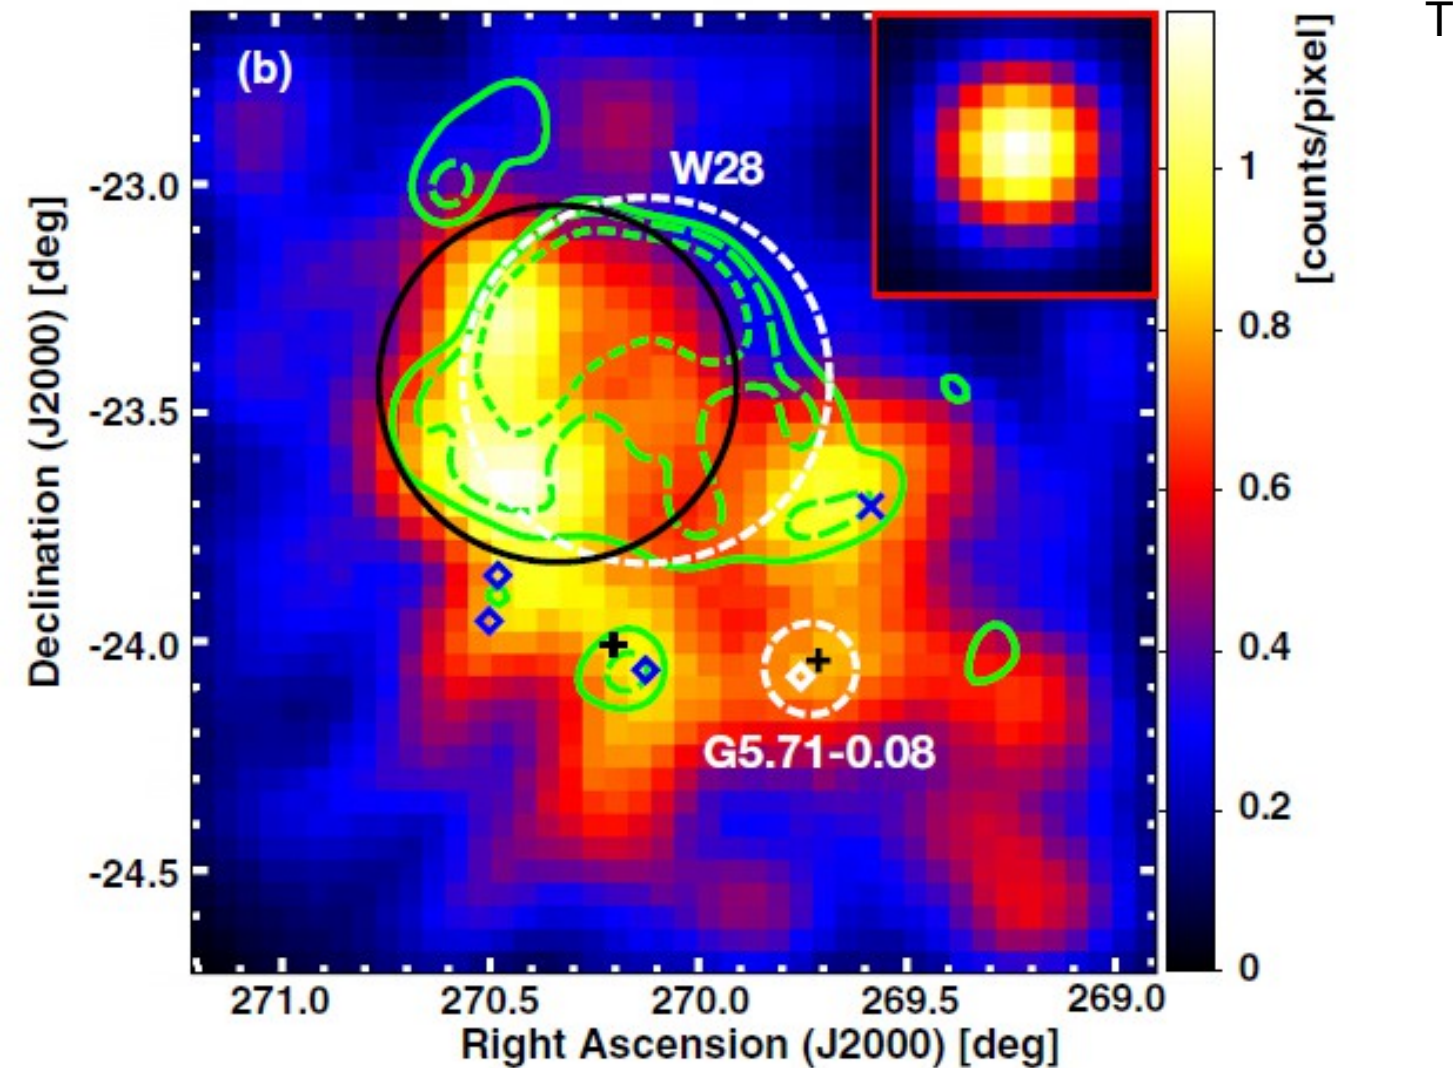 T
(b)
W28
G5.71-0.08
-23.0
-23.5
-24.0
-24.5
Declination (J2000) [deg]
271.0 270.5 270.0 269.5 269.0
Right Ascension (J2000) [deg]
1
0.8
0.6
0.4
0.2
0
[counts/pixel]